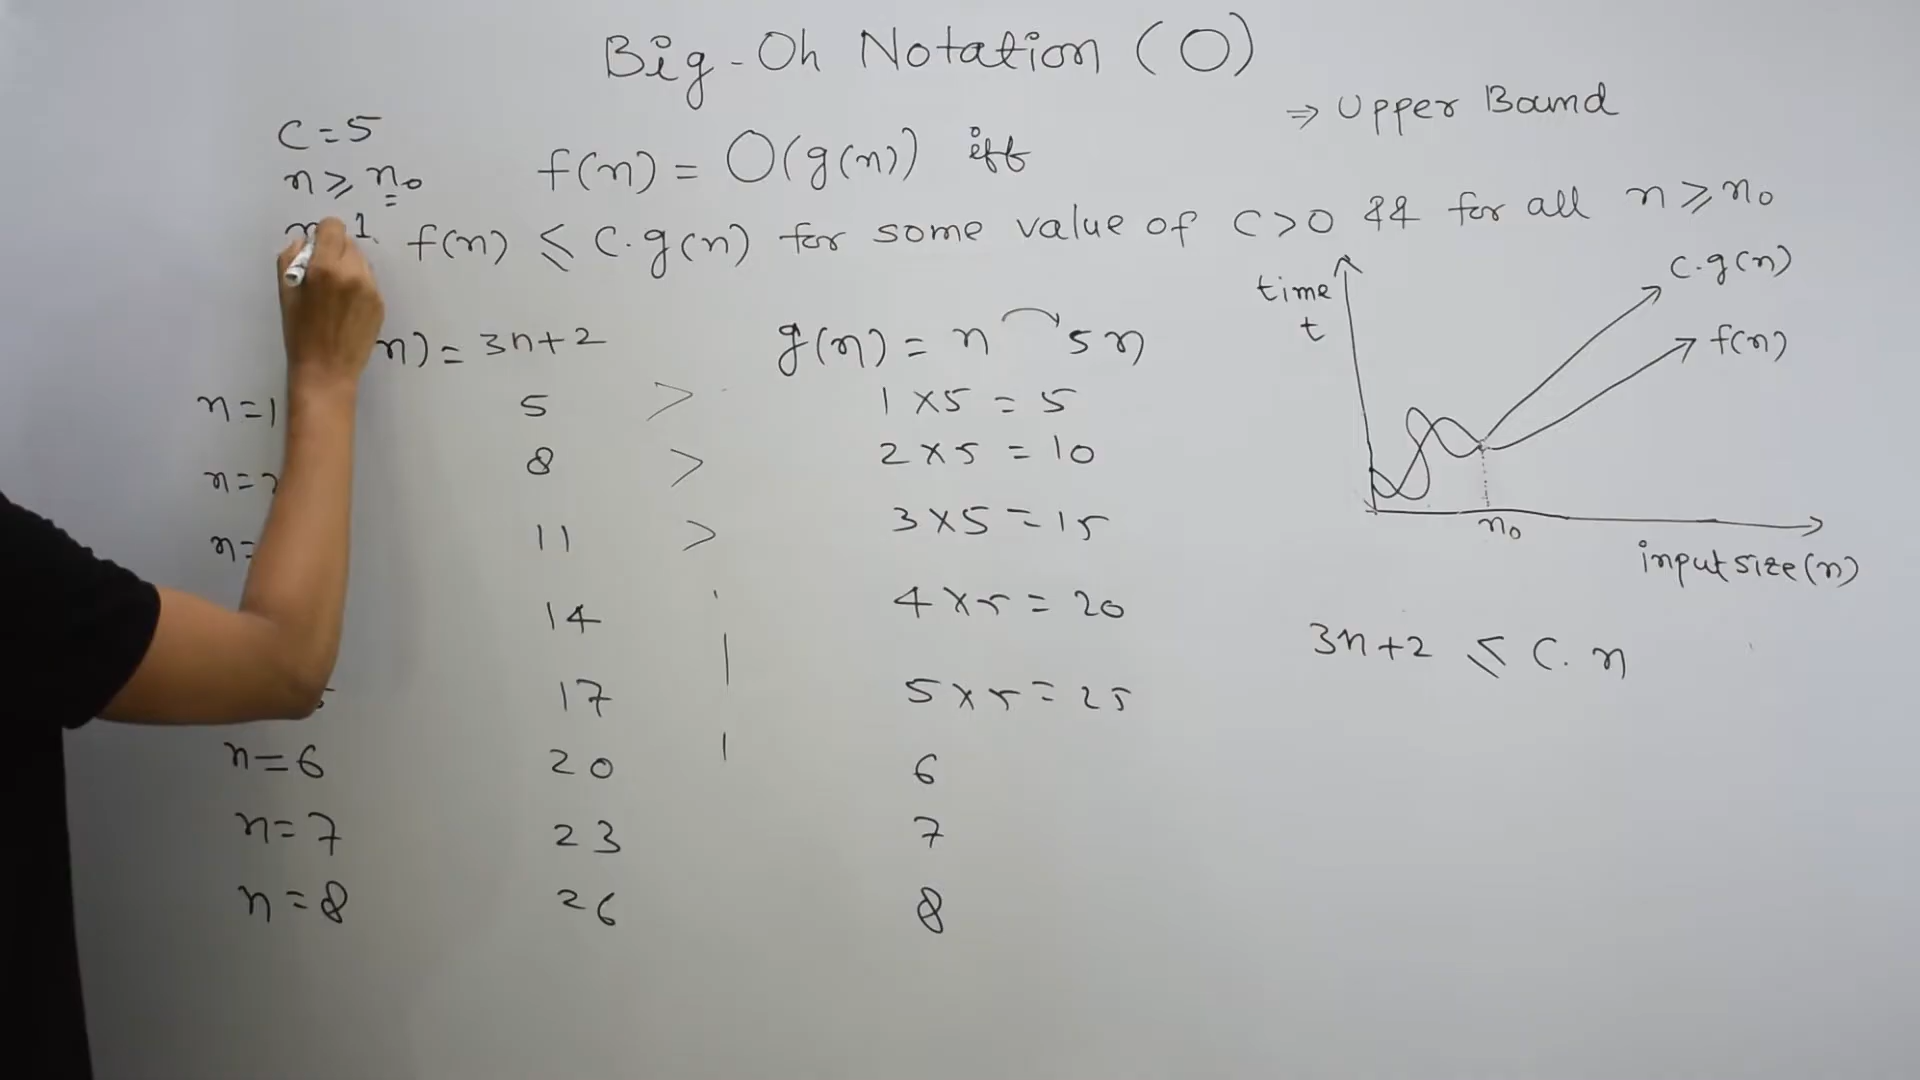 Big-Oh Notation (O)
⇒ Upper Bound
C=5
n ⩾ n₀
f(n) = O(g(n)) iff
1
f(n) ⩽ C.g(n) for some value of C>0 && for all n ⩾ n₀
C.g(n)
time
t
f(n)
n) = 3n+2
g(n) = n 5n
n=1 5 > 1×5 = 5
n=2 8 > 2×5 = 10
n= 11 > 3×5 = 15
n₀
input size(n)
14 4×5 = 20
3n+2 ⩽ C. n
17 5×5 = 25
n=6 20 6
n=7 23 7
n=8 26 8